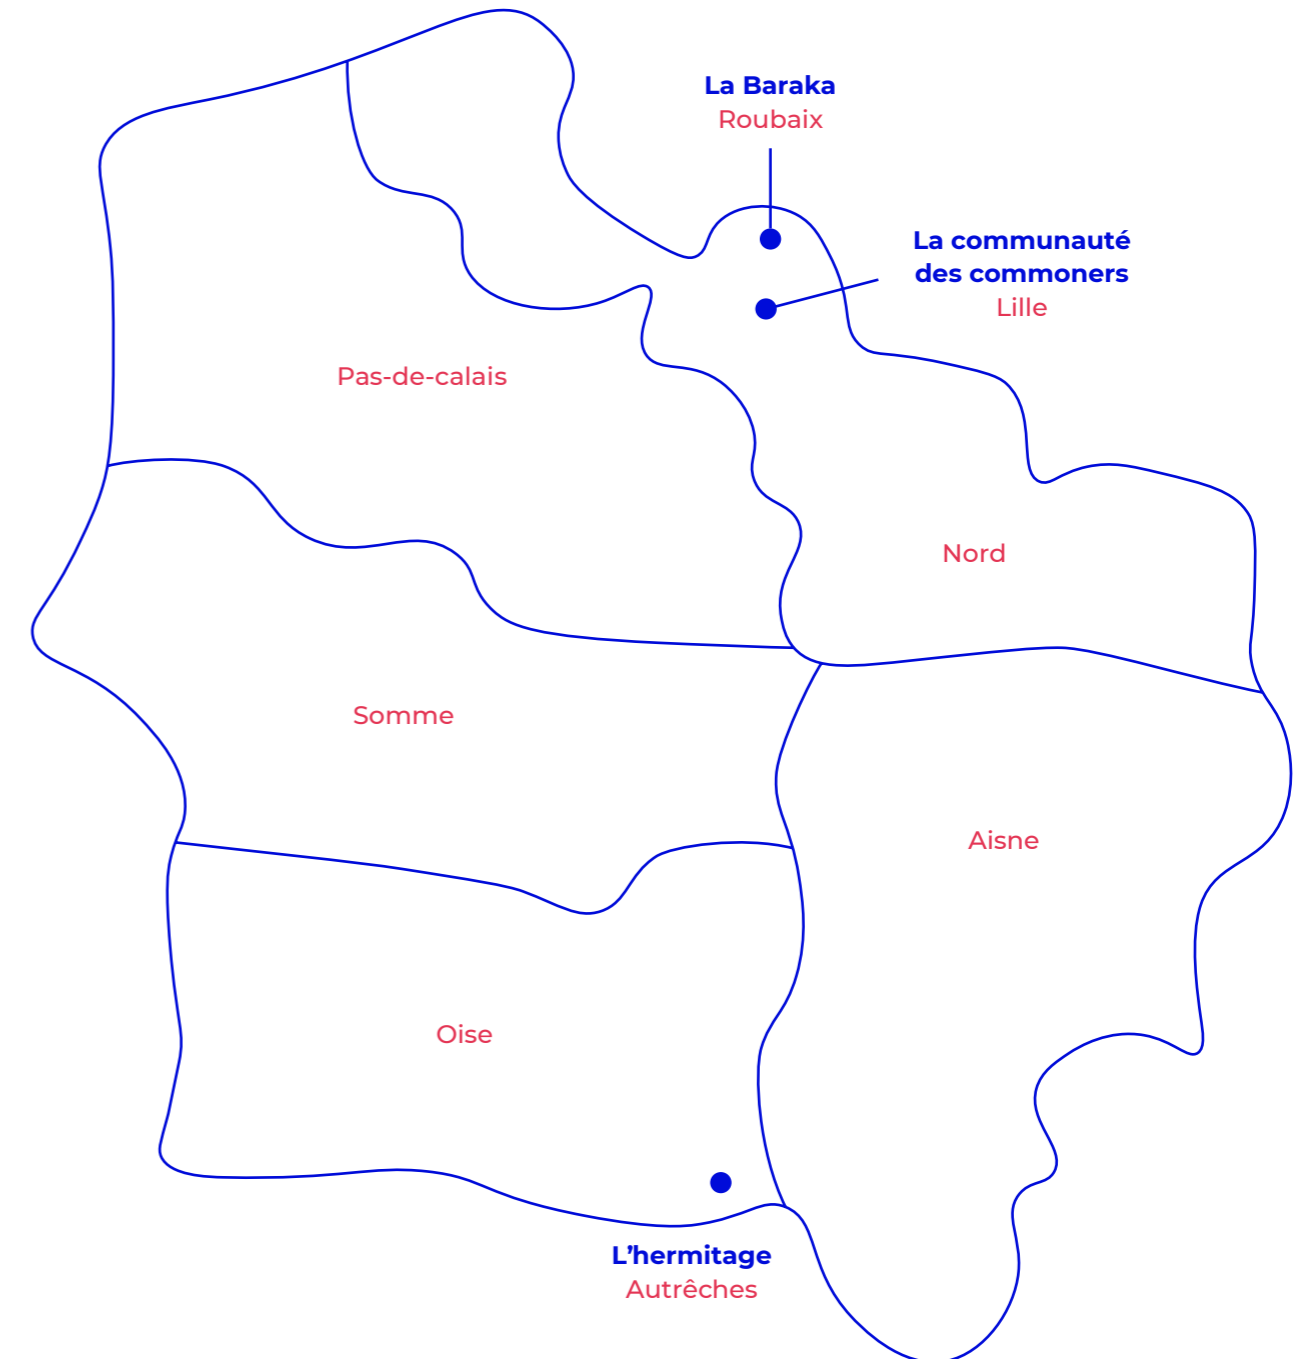 La Baraka
Roubaix
La communauté
des commoners
Lille
Pas-de-calais
Nord
Somme
Aisne
Oise
L’hermitage
Autrêches